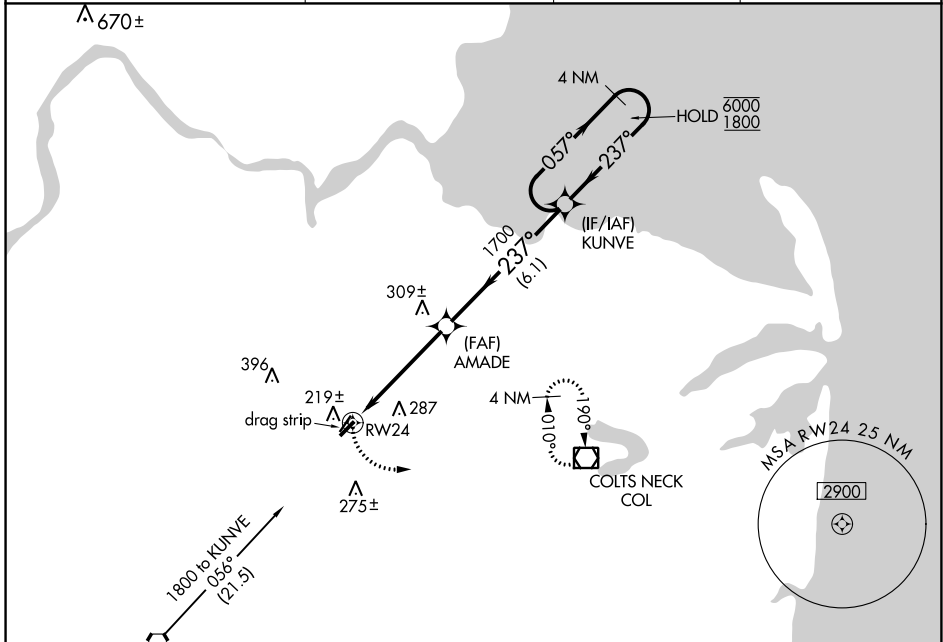 670±
4 NM
HOLD 6000
1800
057°
237°
(IF/IAF)
KUNVE
1700
237°
(6.1)
309±
(FAF)
AMADE
396
219±
287
drag strip
RW24
4 NM
010°
190°
COLTS NECK
COL
275±
MSA RW24 25 NM
2900
1800 to KUNVE
056°
(21.5)